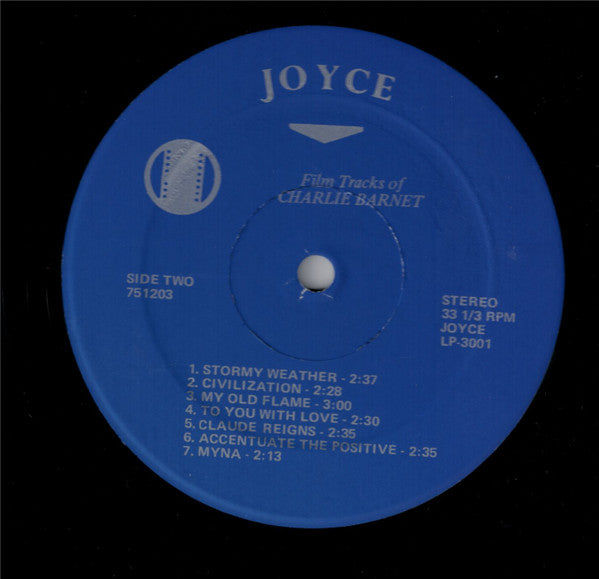 JOYCE
Film Tracks of
CHARLIE BARNET
SIDE TWO
751203
STEREO
33 1/3 RPM
JOYCE
LP-3001
1. STORMY WEATHER - 2:37
2. CIVILIZATION - 2:28
3. MY OLD FLAME - 3:00
4. TO YOU WITH LOVE - 2:30
5. CLAUDE REIGNS - 2:35
6. ACCENTUATE THE POSITIVE - 2:35
7. MYNA - 2:13